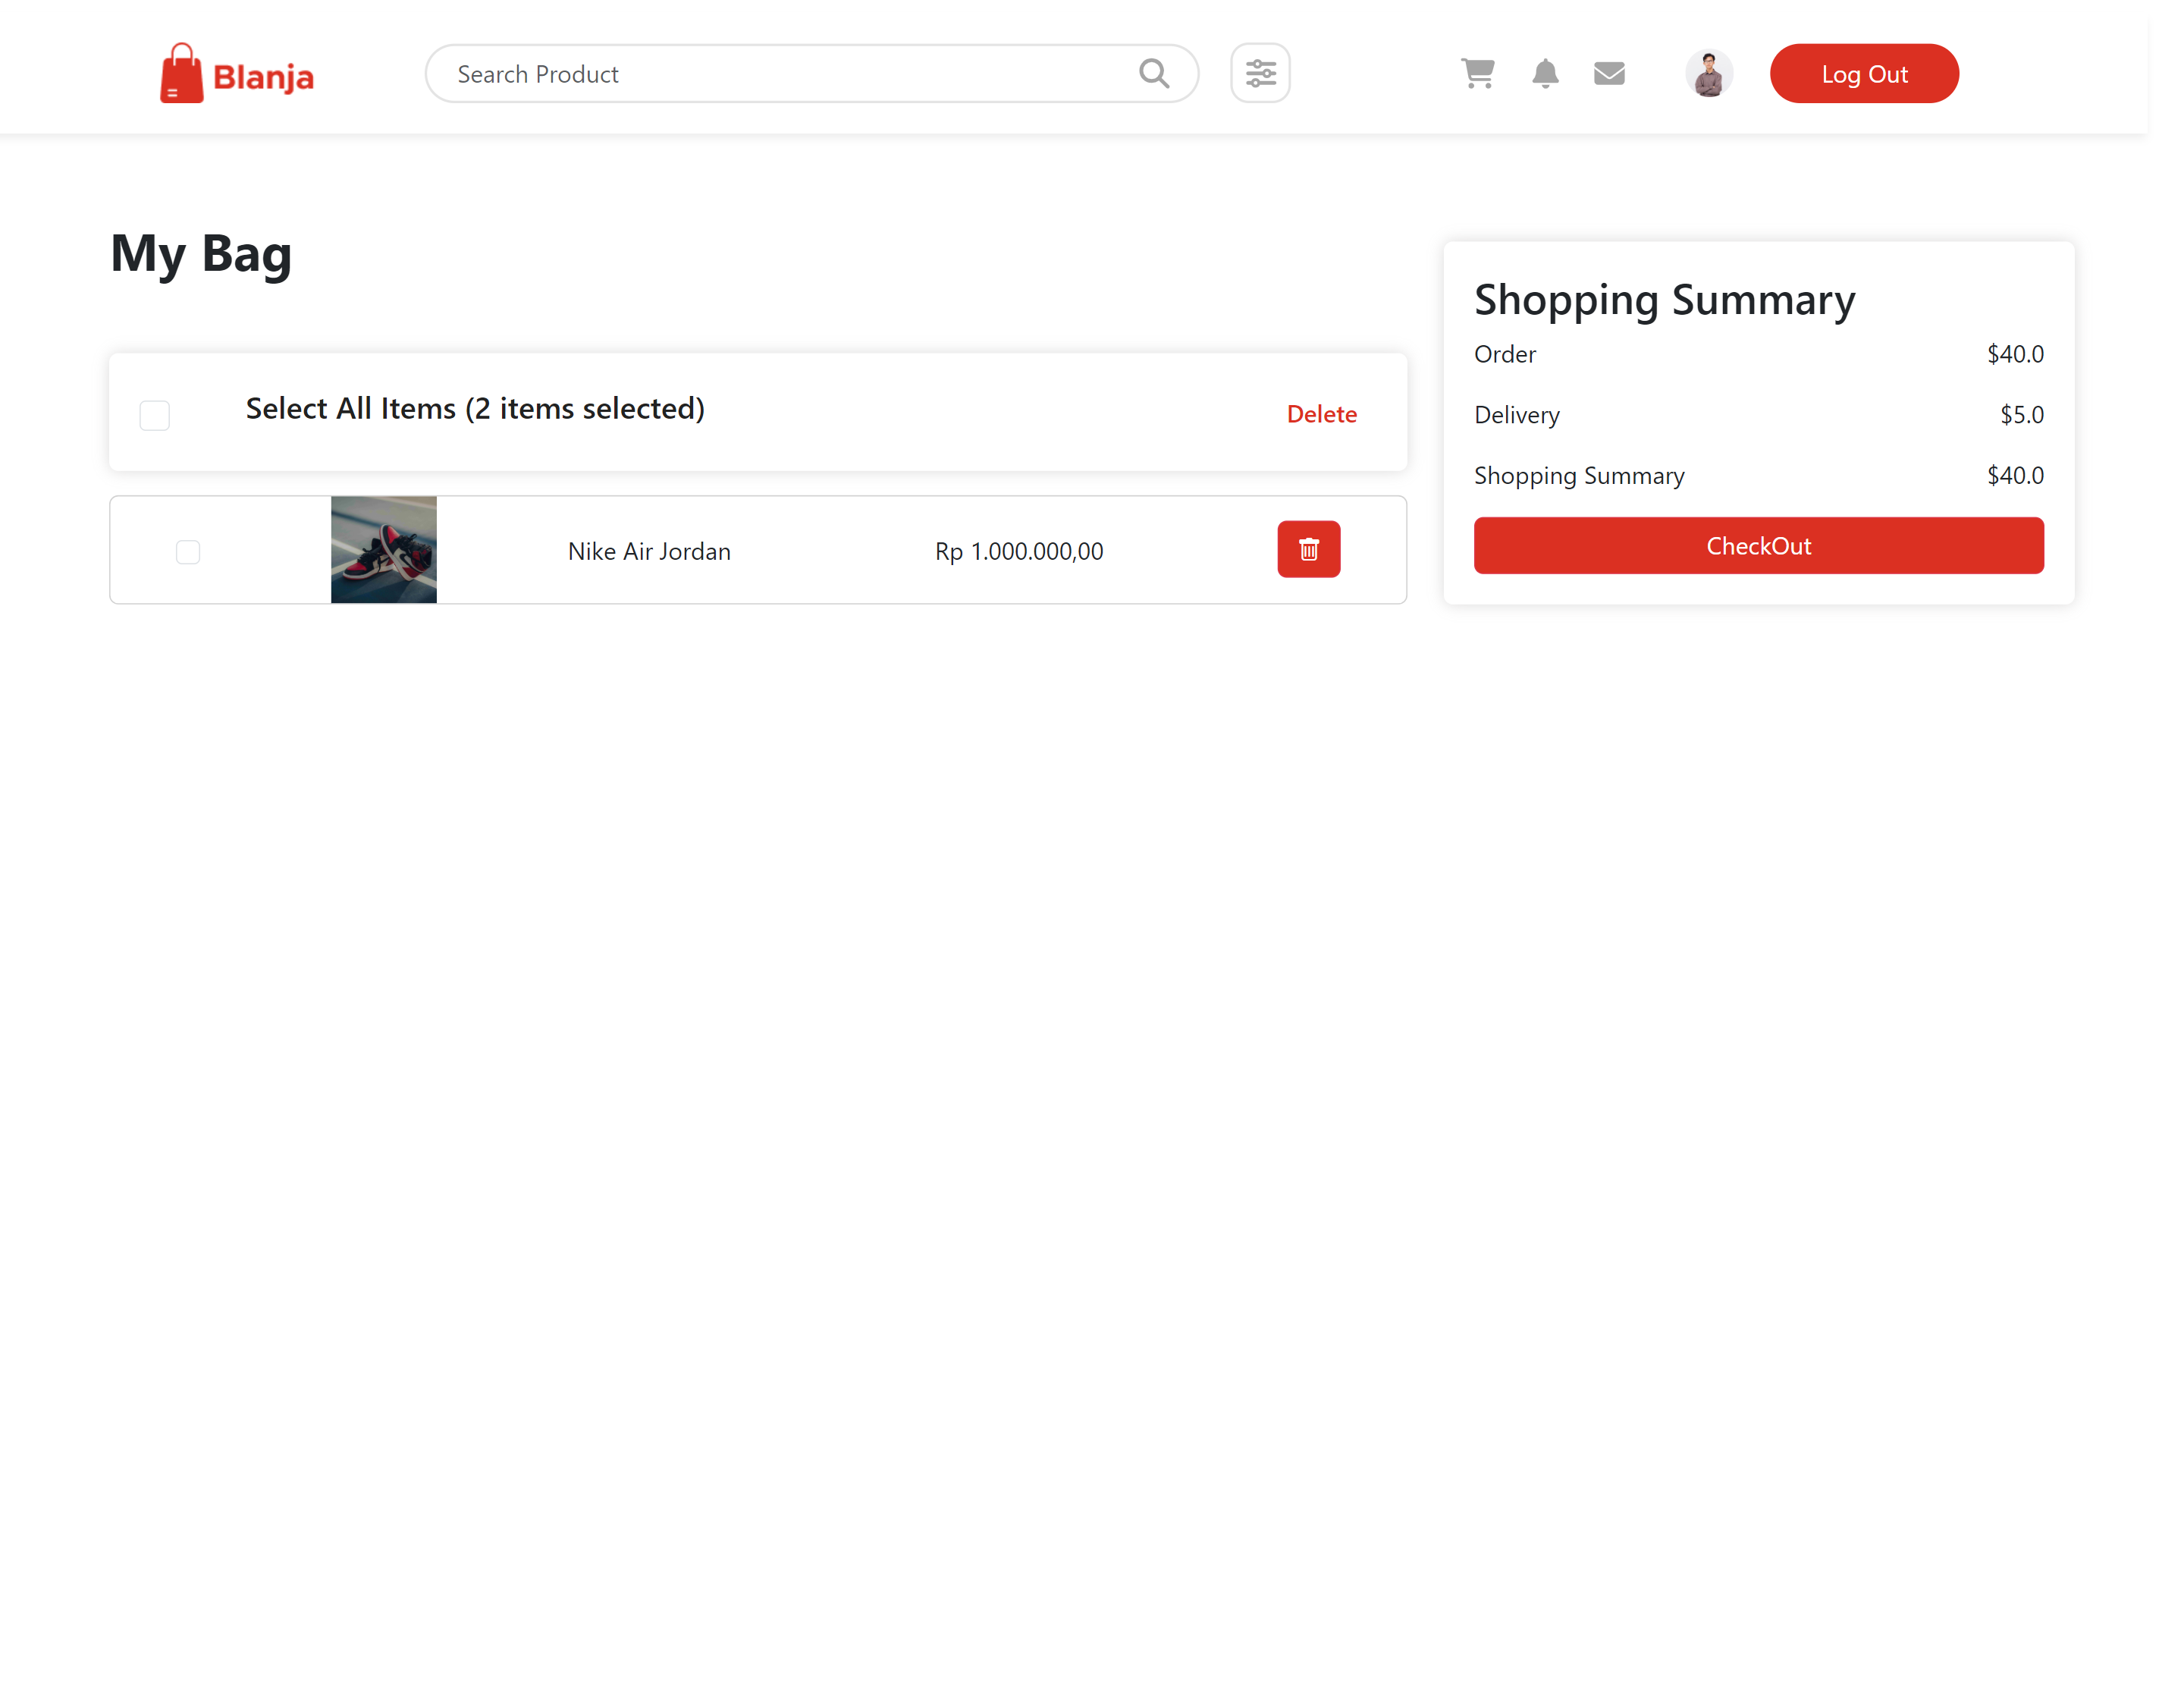 Blanja
Search Product
Log Out
My Bag
Select All Items (2 items selected)
Delete
Nike Air Jordan
Rp 1.000.000,00
Shopping Summary
Order $40.0
Delivery $5.0
Shopping Summary $40.0
CheckOut